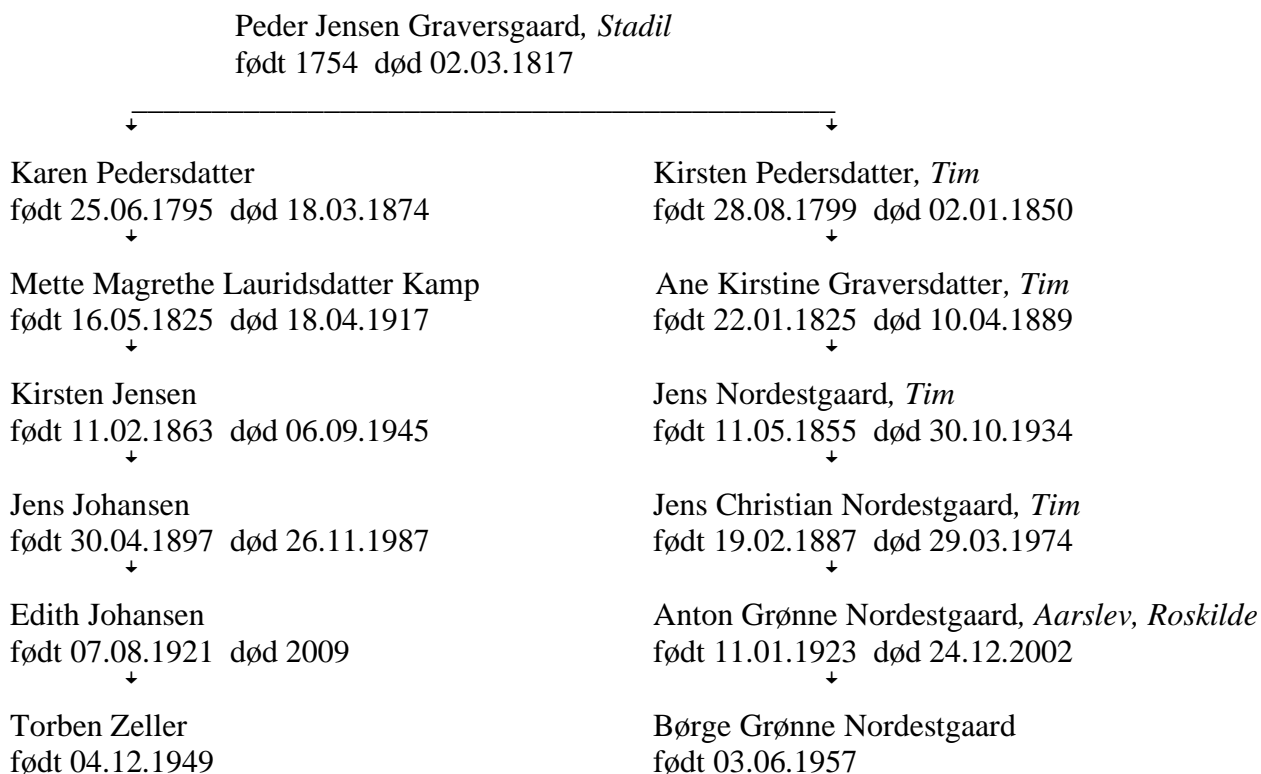 Peder Jensen Graversgaard, Stadil
født 1754 død 02.03.1817
Karen Pedersdatter
født 25.06.1795 død 18.03.1874
Kirsten Pedersdatter, Tim
født 28.08.1799 død 02.01.1850
Mette Magrethe Lauridsdatter Kamp
født 16.05.1825 død 18.04.1917
Ane Kirstine Graversdatter, Tim
født 22.01.1825 død 10.04.1889
Kirsten Jensen
født 11.02.1863 død 06.09.1945
Jens Nordestgaard, Tim
født 11.05.1855 død 30.10.1934
Jens Johansen
født 30.04.1897 død 26.11.1987
Jens Christian Nordestgaard, Tim
født 19.02.1887 død 29.03.1974
Edith Johansen
født 07.08.1921 død 2009
Anton Grønne Nordestgaard, Aarslev, Roskilde
født 11.01.1923 død 24.12.2002
Torben Zeller
født 04.12.1949
Børge Grønne Nordestgaard
født 03.06.1957